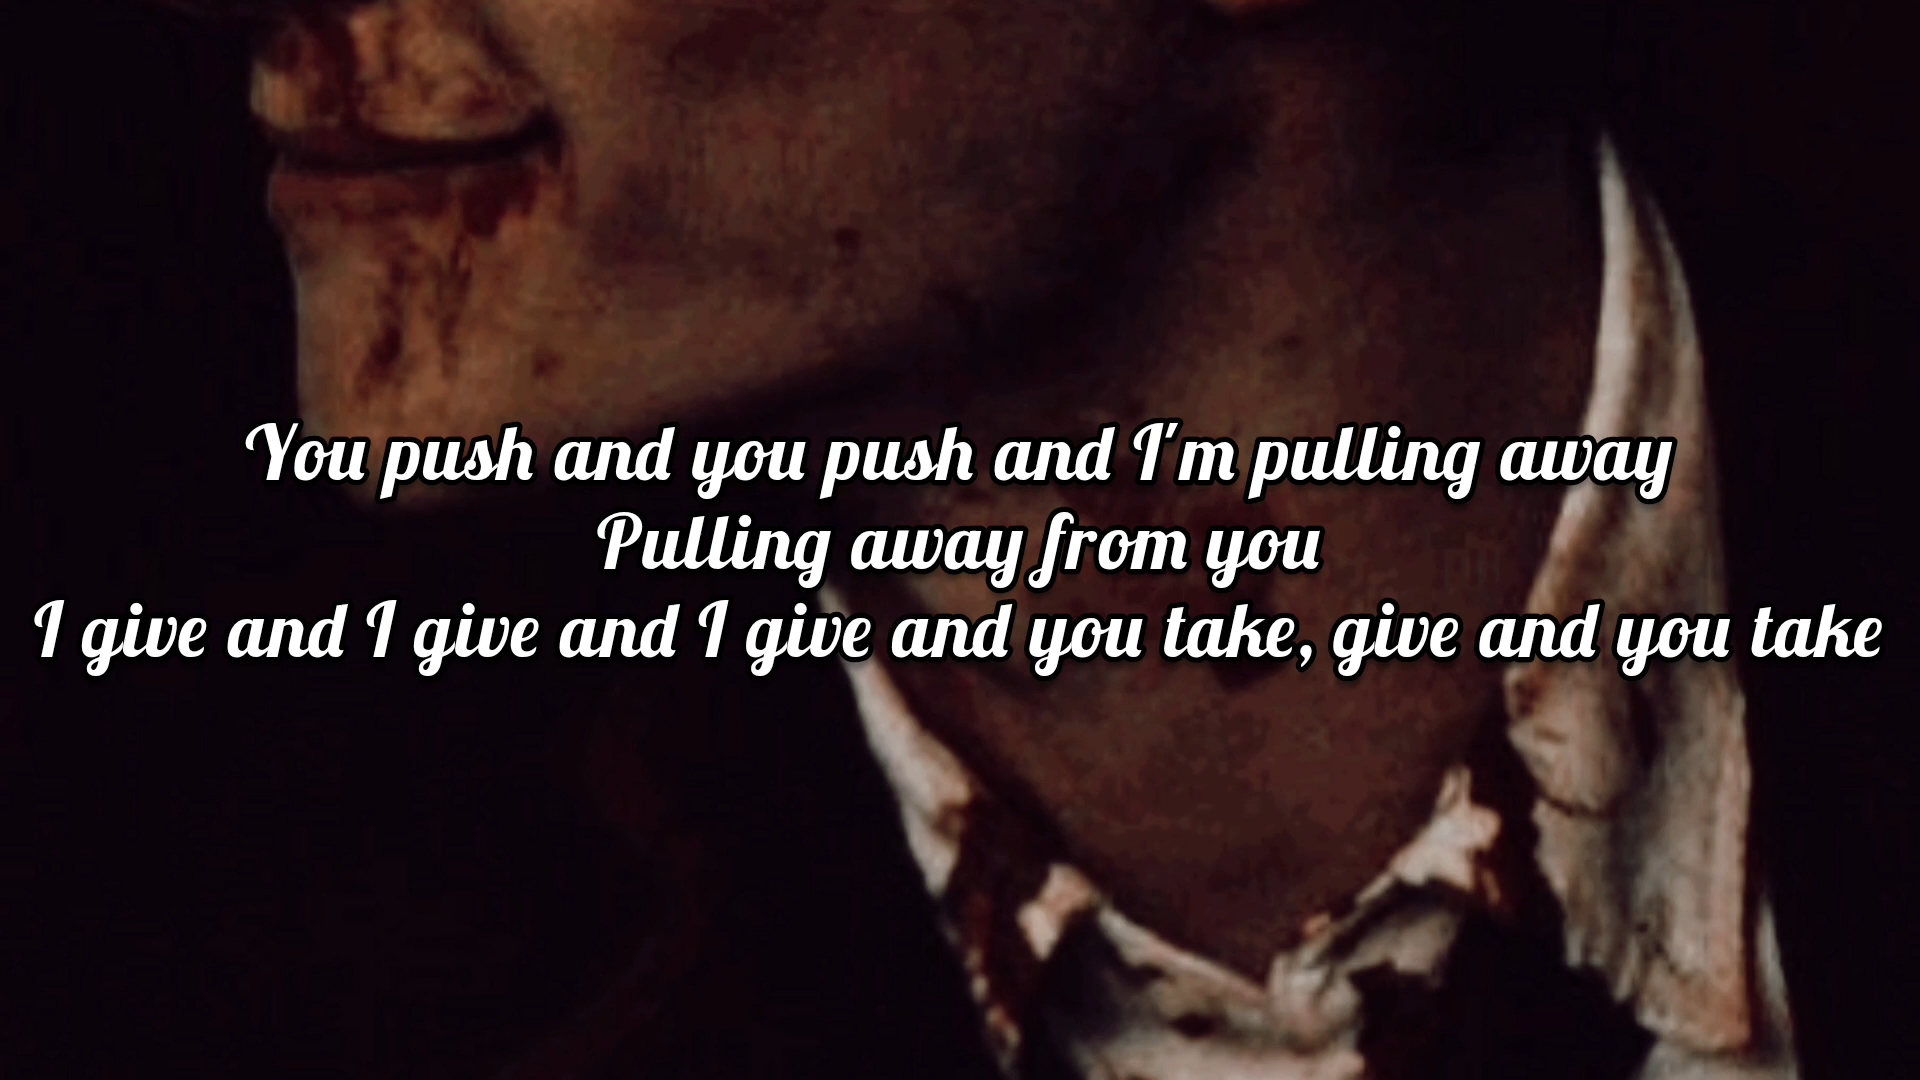 You push and you push and I'm pulling away
Pulling away from you
I give and I give and I give and you take, give and you take